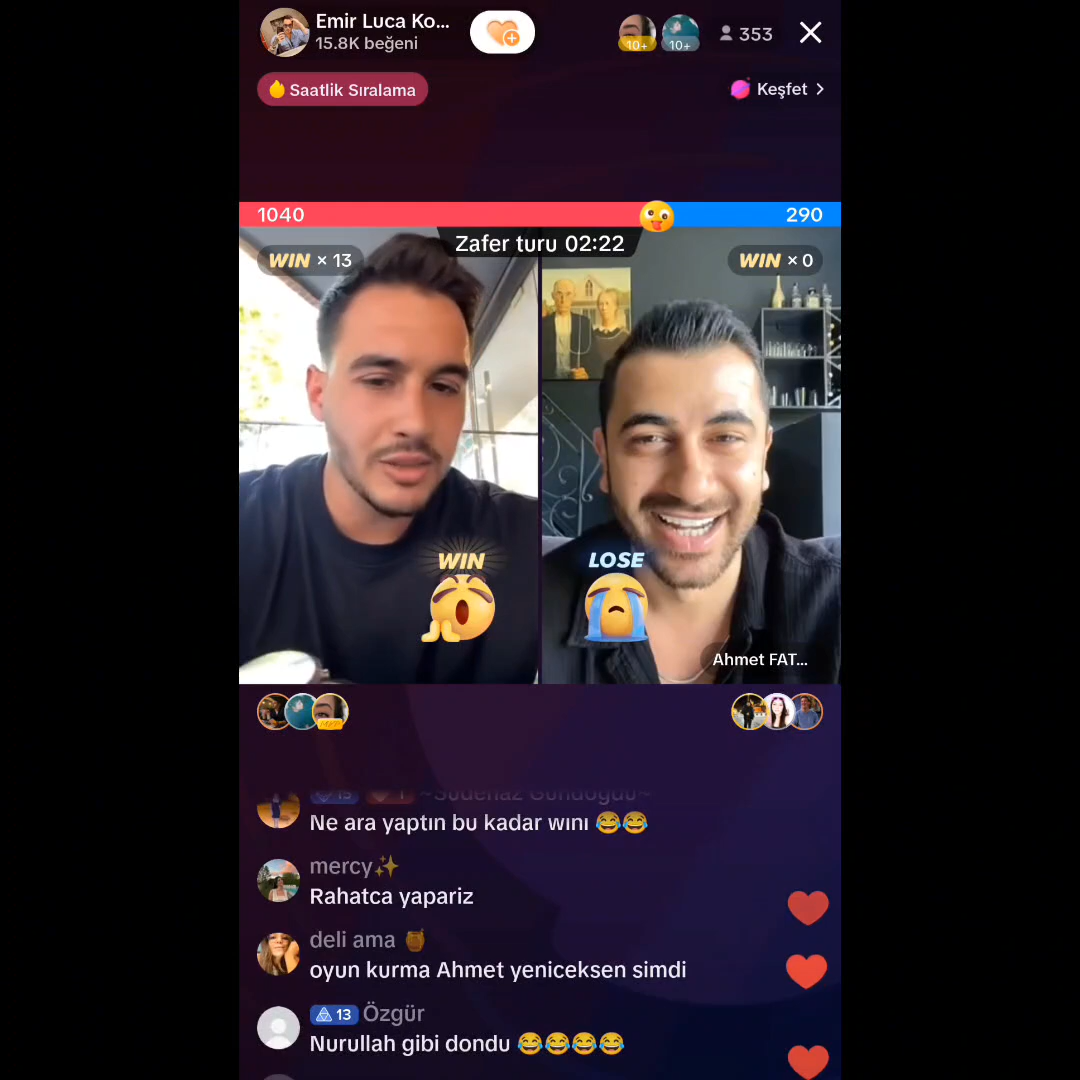 Emir Luca Ko...
15.8K beğeni
10+
10+
353
Saatlik Sıralama
Keşfet
1040
290
Zafer turu 02:22
WIN × 13
WIN × 0
WIN
LOSE
Ahmet FAT...
~Sudenaz Gündoğdu~
Ne ara yaptın bu kadar wını 😂😂
mercy✨
Rahatca yapariz
deli ama 🍯
oyun kurma Ahmet yeniceksen simdi
13 Özgür
Nurullah gibi dondu 😂😂😂😂